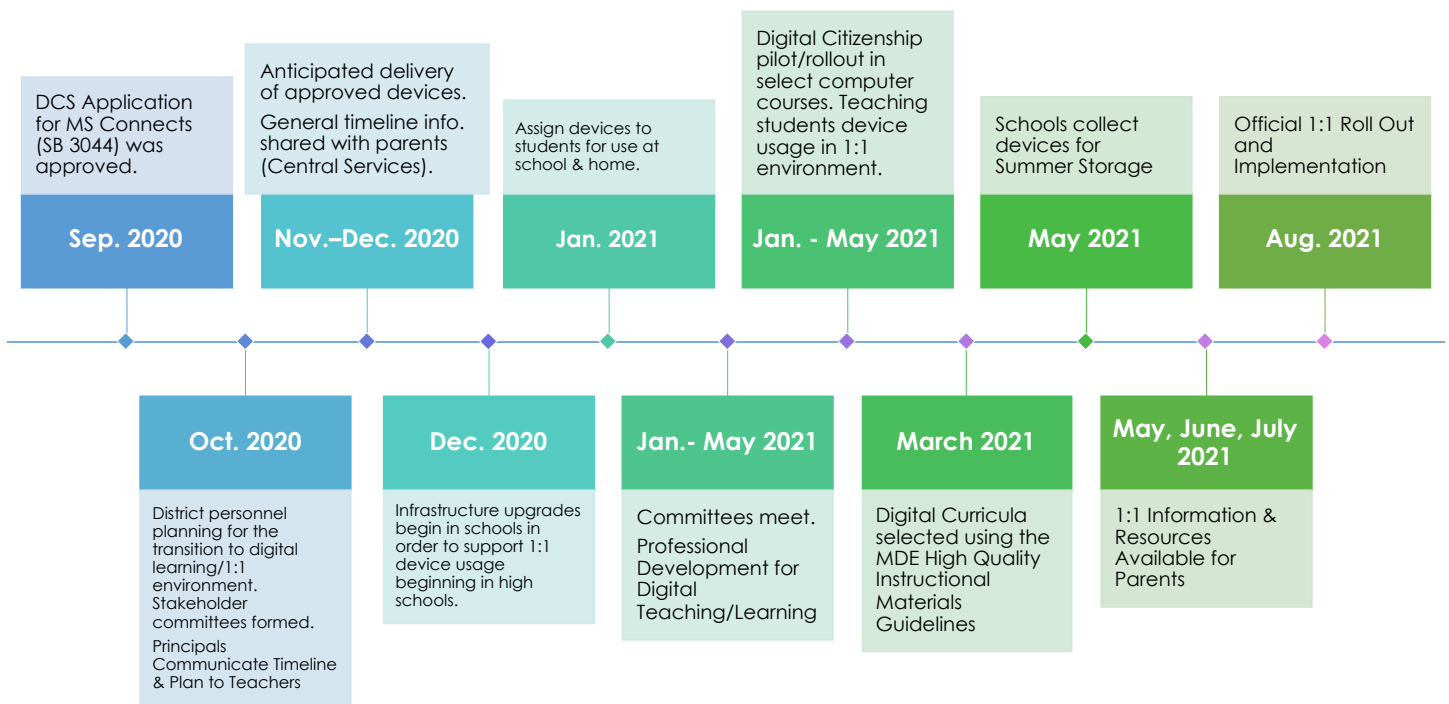 DCS Application
for MS Connects
(SB 3044) was
approved.
Sep. 2020
Anticipated delivery
of approved devices.
General timeline info.
shared with parents
(Central Services).
Nov.–Dec. 2020
Assign devices to
students for use at
school & home.
Jan. 2021
Digital Citizenship
pilot/rollout in
select computer
courses. Teaching
students device
usage in 1:1
environment.
Jan. - May 2021
Schools collect
devices for
Summer Storage
May 2021
Official 1:1 Roll Out
and
Implementation
Aug. 2021
Oct. 2020
District personnel
planning for the
transition to digital
learning/1:1
environment.
Stakeholder
committees formed.
Principals
Communicate Timeline
& Plan to Teachers
Dec. 2020
Infrastructure upgrades
begin in schools in
order to support 1:1
device usage
beginning in high
schools.
Jan.- May 2021
Committees meet.
Professional
Development for
Digital
Teaching/Learning
March 2021
Digital Curricula
selected using the
MDE High Quality
Instructional
Materials
Guidelines
May, June, July
2021
1:1 Information &
Resources
Available for
Parents